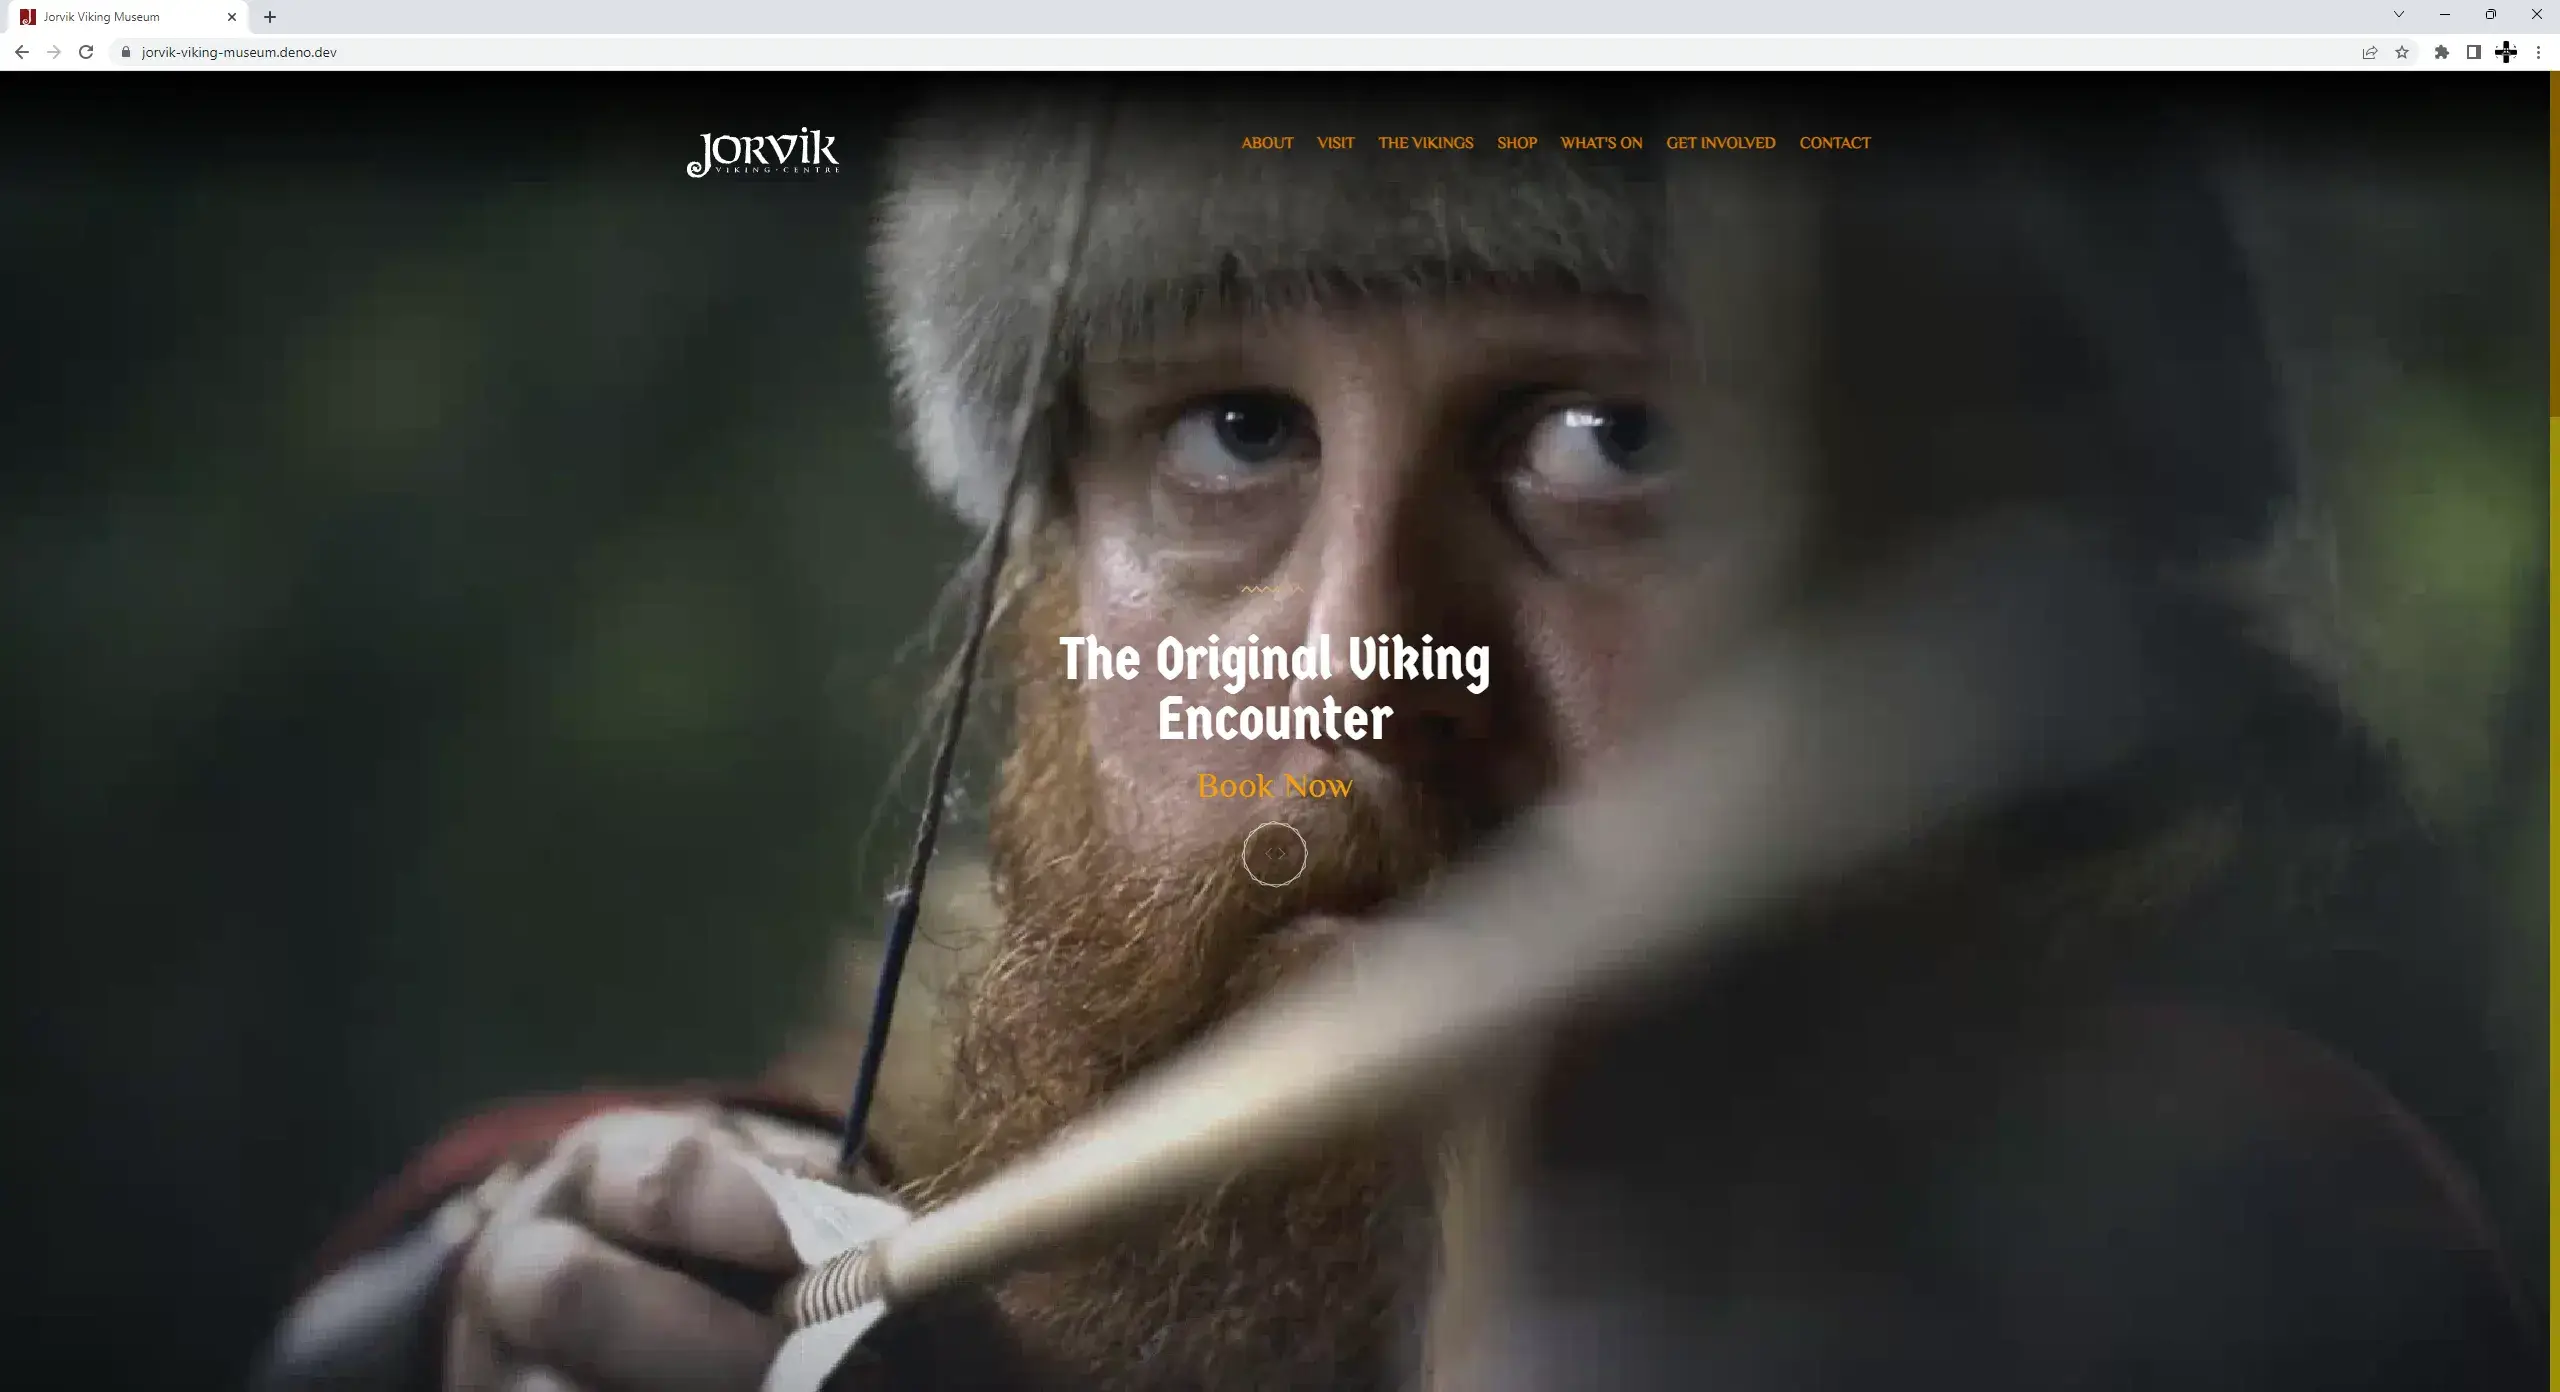 Jorvik Viking Museum
jorvik-viking-museum.deno.dev
JORVIK
VIKING·CENTRE
ABOUT VISIT THE VIKINGS SHOP WHAT'S ON GET INVOLVED CONTACT
The Original Viking
Encounter
Book Now